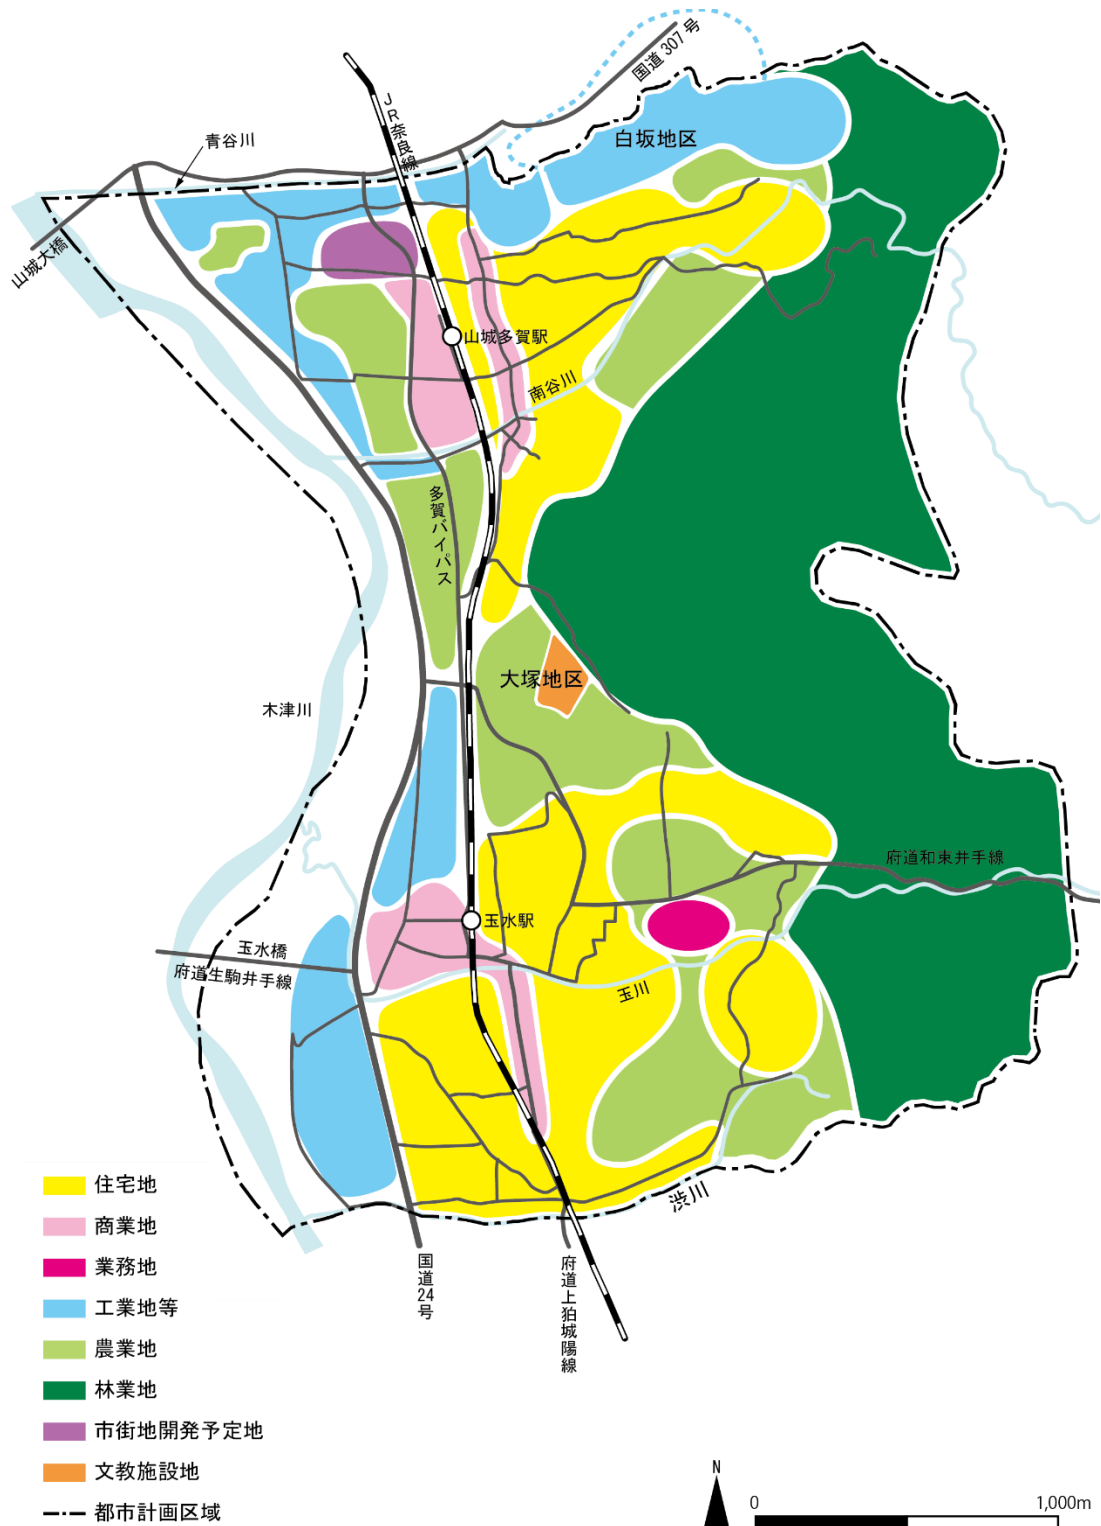 国道307号
JR奈良線
青谷川
白坂地区
山城大橋
山城多賀駅
南谷川
多賀バイパス
大塚地区
木津川
府道和束井手線
玉水駅
玉水橋
府道生駒井手線
玉川
渋川
国道24号
府道上狛城陽線
住宅地
商業地
業務地
工業地等
農業地
林業地
市街地開発予定地
文教施設地
都市計画区域
N
0 1,000m